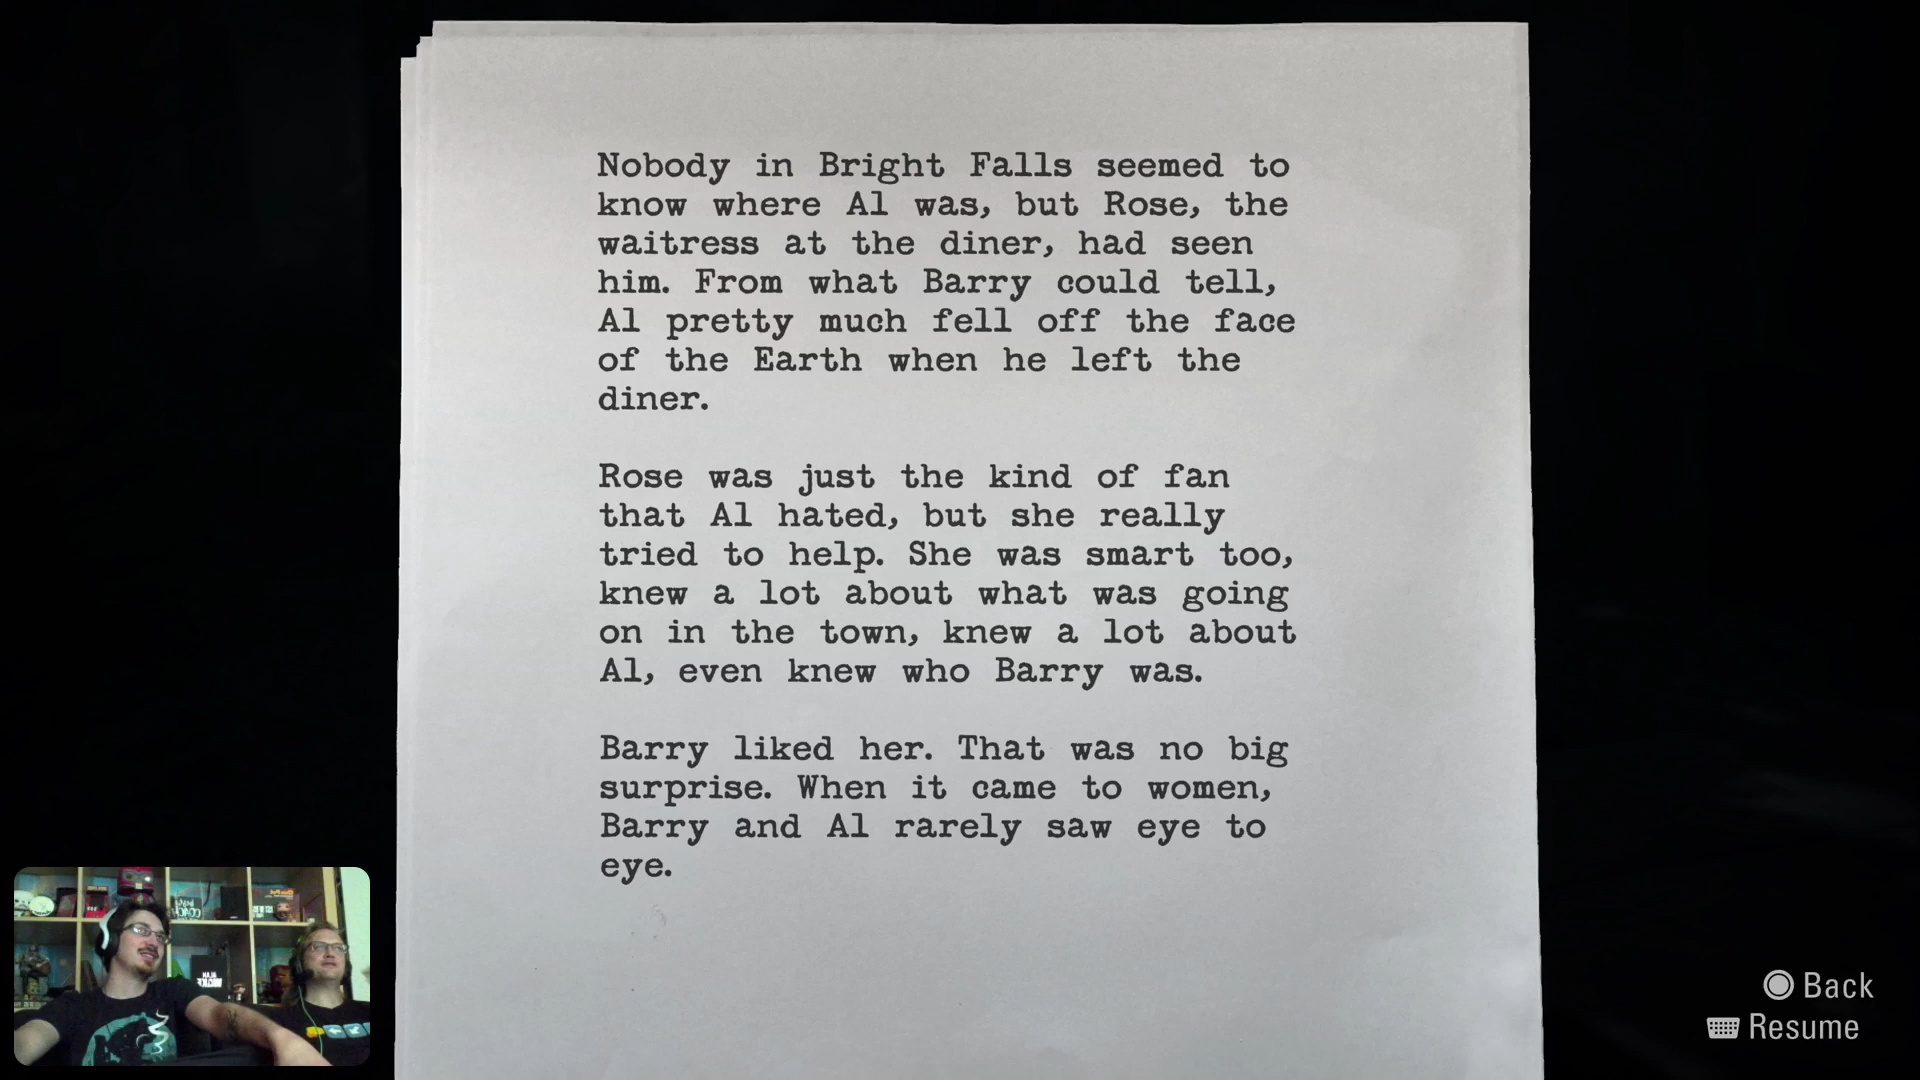 Nobody in Bright Falls seemed to
know where Al was, but Rose, the
waitress at the diner, had seen
him. From what Barry could tell,
Al pretty much fell off the face
of the Earth when he left the
diner.
Rose was just the kind of fan
that Al hated, but she really
tried to help. She was smart too,
knew a lot about what was going
on in the town, knew a lot about
Al, even knew who Barry was.
Barry liked her. That was no big
surprise. When it came to women,
Barry and Al rarely saw eye to
eye.
Back
Resume